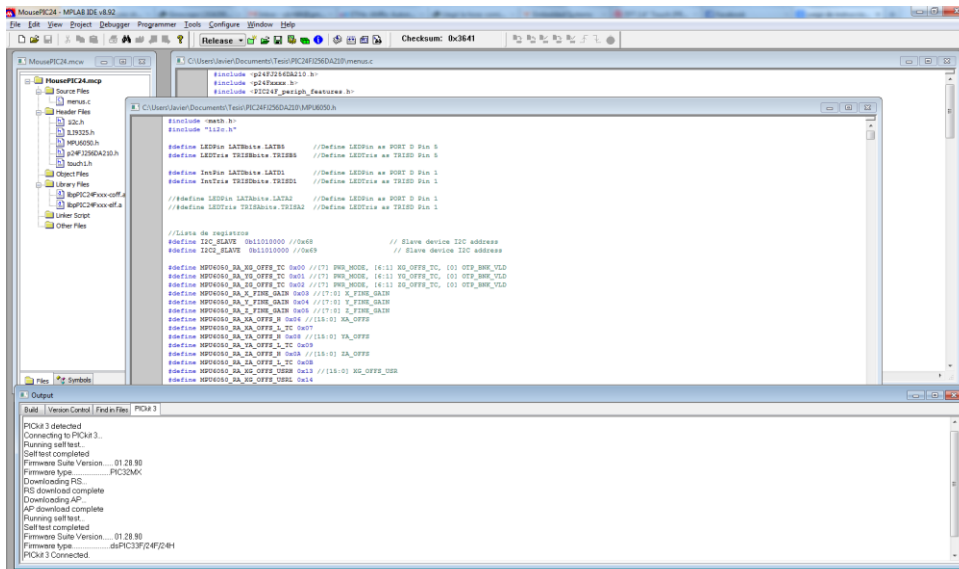 MousePIC24 - MPLAB IDE v8.92
File Edit View Project Debugger Programmer Tools Configure Window Help
Release
Checksum: 0x3641
MousePIC24.mcw
MousePIC24.mcp
Source Files
menus.c
Header Files
li2c.h
ILI9325.h
MPU6050.h
p24FJ256DA210.h
touch1.h
Object Files
Library Files
libpPIC24Fxxx-coff.a
libpPIC24Fxxx-elf.a
Linker Script
Other Files
Files Symbols
C:\Users\Javier\Documents\Tesis\PIC24FJ256DA210\menus.c
#include <p24FJ256DA210.h>
#include <p24Fxxxx.h>
#include <PIC24F_periph_features.h>
C:\Users\Javier\Documents\Tesis\PIC24FJ256DA210\MPU6050.h
#include <math.h>
#include "li2c.h"
#define LEDPin LATBbits.LATB5 //Define LEDPin as PORT D Pin 5
#define LEDTris TRISBbits.TRISB5 //Define LEDTris as TRISD Pin 5
#define IntPin LATDbits.LATD1 //Define LEDPin as PORT D Pin 1
#define IntTris TRISDbits.TRISD1 //Define LEDTris as TRISD Pin 1
//#define LEDPin LATAbits.LATA2 //Define LEDPin as PORT D Pin 1
//#define LEDTris TRISAbits.TRISA2 //Define LEDTris as TRISD Pin 1
//Lista de registros
#define I2C_SLAVE 0b11010000 //0x68 // Slave device I2C address
#define I2C2_SLAVE 0b11010000 //0x69 // Slave device I2C address
#define MPU6050_RA_XG_OFFS_TC 0x00 //[7] PWR_MODE, [6:1] XG_OFFS_TC, [0] OTP_BNK_VLD
#define MPU6050_RA_YG_OFFS_TC 0x01 //[7] PWR_MODE, [6:1] YG_OFFS_TC, [0] OTP_BNK_VLD
#define MPU6050_RA_ZG_OFFS_TC 0x02 //[7] PWR_MODE, [6:1] ZG_OFFS_TC, [0] OTP_BNK_VLD
#define MPU6050_RA_X_FINE_GAIN 0x03 //[7:0] X_FINE_GAIN
#define MPU6050_RA_Y_FINE_GAIN 0x04 //[7:0] Y_FINE_GAIN
#define MPU6050_RA_Z_FINE_GAIN 0x05 //[7:0] Z_FINE_GAIN
#define MPU6050_RA_XA_OFFS_H 0x06 //[15:0] XA_OFFS
#define MPU6050_RA_XA_OFFS_L_TC 0x07
#define MPU6050_RA_YA_OFFS_H 0x08 //[15:0] YA_OFFS
#define MPU6050_RA_YA_OFFS_L_TC 0x09
#define MPU6050_RA_ZA_OFFS_H 0x0A //[15:0] ZA_OFFS
#define MPU6050_RA_ZA_OFFS_L_TC 0x0B
#define MPU6050_RA_XG_OFFS_USRH 0x13 //[15:0] XG_OFFS_USR
#define MPU6050_RA_XG_OFFS_USRL 0x14
Output
Build Version Control Find in Files PICkit 3
PICkit 3 detected
Connecting to PICkit 3...
Running self test...
Self test completed
Firmware Suite Version...... 01.28.90
Firmware type..................PIC32MX
Downloading RS...
RS download complete
Downloading AP...
AP download complete
Running self test...
Self test completed
Firmware Suite Version...... 01.28.90
Firmware type..................dsPIC33F/24F/24H
PICkit 3 Connected.